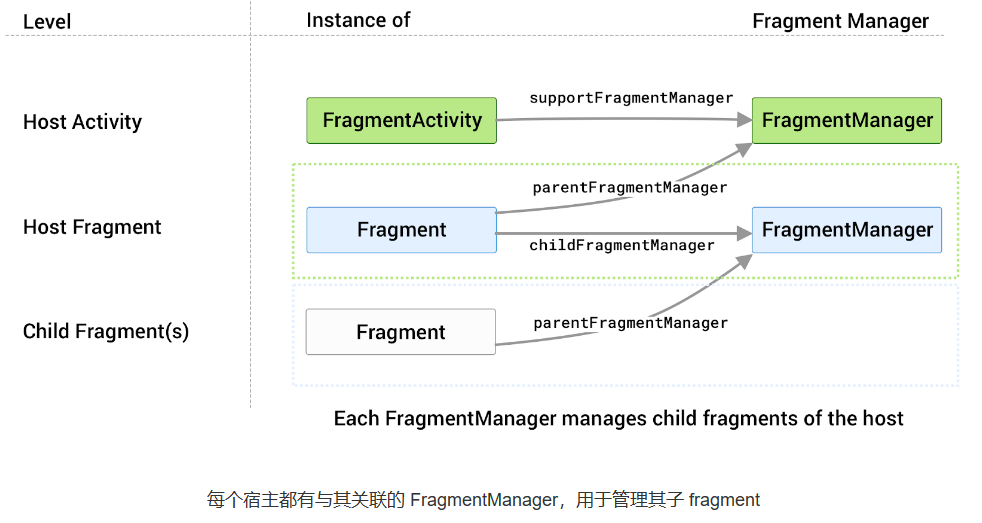 Level Instance of Fragment Manager
supportFragmentManager
Host Activity FragmentActivity FragmentManager
parentFragmentManager
Host Fragment Fragment FragmentManager
childFragmentManager
parentFragmentManager
Child Fragment(s) Fragment
Each FragmentManager manages child fragments of the host
每个宿主都有与其关联的 FragmentManager，用于管理其子 fragment